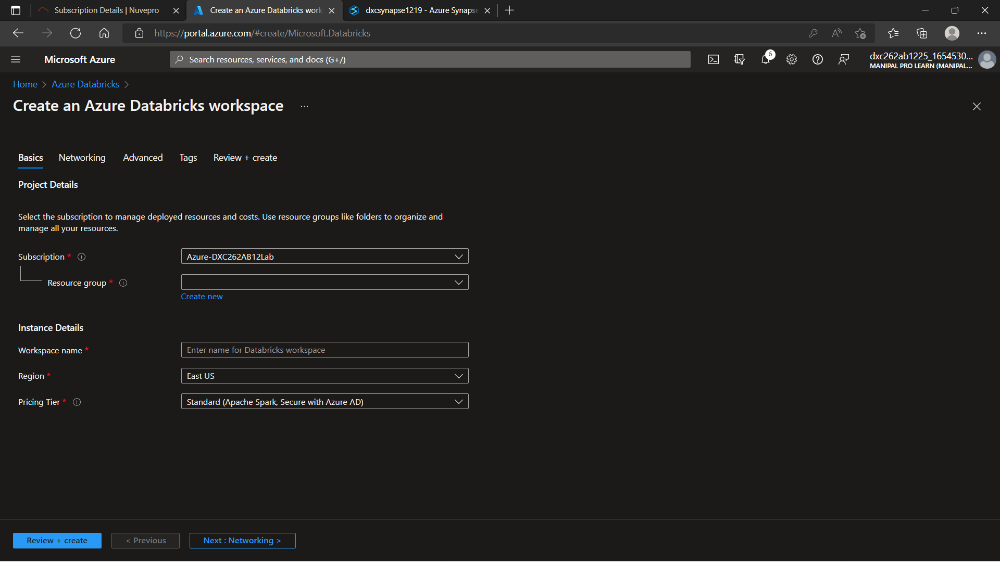 Subscription Details | Nuvepro
Create an Azure Databricks work
dxcsynapse1219 - Azure Synapse
https://portal.azure.com/#create/Microsoft.Databricks
Microsoft Azure
Search resources, services, and docs (G+/)
6
dxc262ab1225_1654530...
MANIPAL PRO LEARN (MANIPAL...
Home > Azure Databricks >
Create an Azure Databricks workspace ...
Basics Networking Advanced Tags Review + create
Project Details
Select the subscription to manage deployed resources and costs. Use resource groups like folders to organize and
manage all your resources.
Subscription *
Azure-DXC262AB12Lab
Resource group *
Create new
Instance Details
Workspace name *
Enter name for Databricks workspace
Region *
East US
Pricing Tier *
Standard (Apache Spark, Secure with Azure AD)
Review + create
< Previous
Next : Networking >